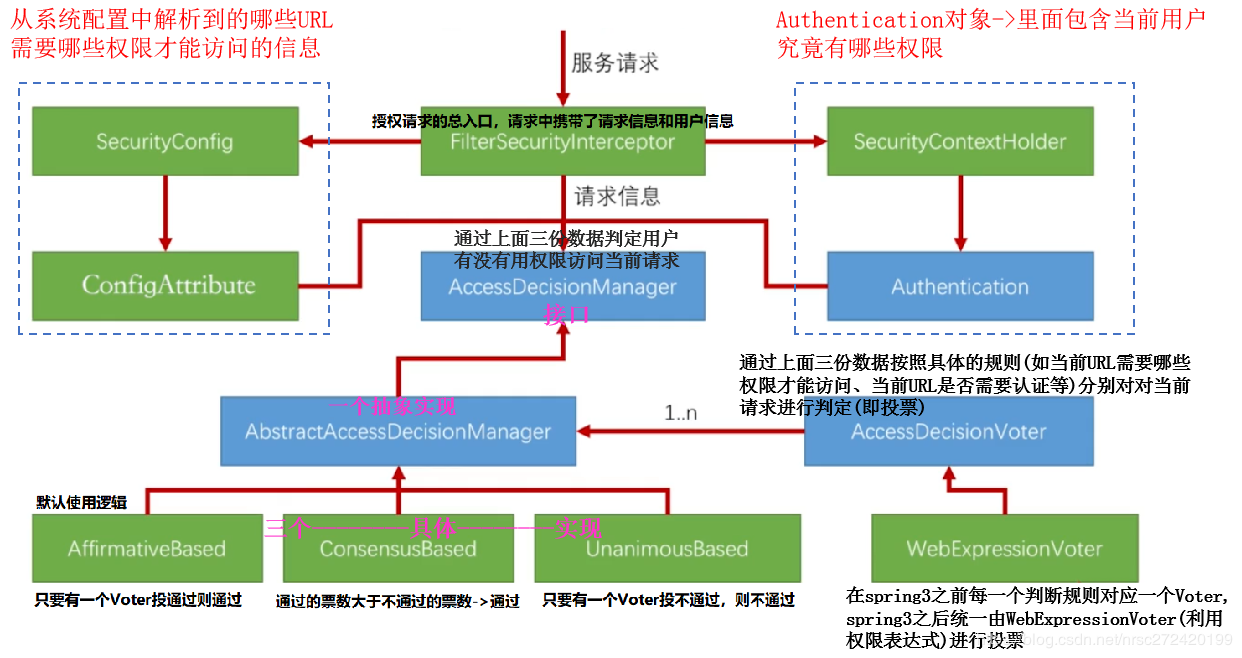 从系统配置中解析到的哪些URL
需要哪些权限才能访问的信息
Authentication对象->里面包含当前用户
究竟有哪些权限
服务请求
授权请求的总入口，请求中携带了请求信息和用户信息
SecurityConfig
FilterSecurityInterceptor
SecurityContextHolder
请求信息
通过上面三份数据判定用户
有没有用权限访问当前请求
ConfigAttribute
AccessDecisionManager
Authentication
接口
通过上面三份数据按照具体的规则(如当前URL需要哪些
权限才能访问、当前URL是否需要认证等)分别对对当前
请求进行判定(即投票)
一个抽象实现
1..n
AbstractAccessDecisionManager
AccessDecisionVoter
默认使用逻辑
三个————具体————实现
AffirmativeBased
ConsensusBased
UnanimousBased
WebExpressionVoter
只要有一个Voter投通过则通过
通过的票数大于不通过的票数->通过
只要有一个Voter投不通过，则不通过
在spring3之前每一个判断规则对应一个Voter,
spring3之后统一由WebExpressionVoter(利用
权限表达式)进行投票
blog.csdn.net/nrsc272420199